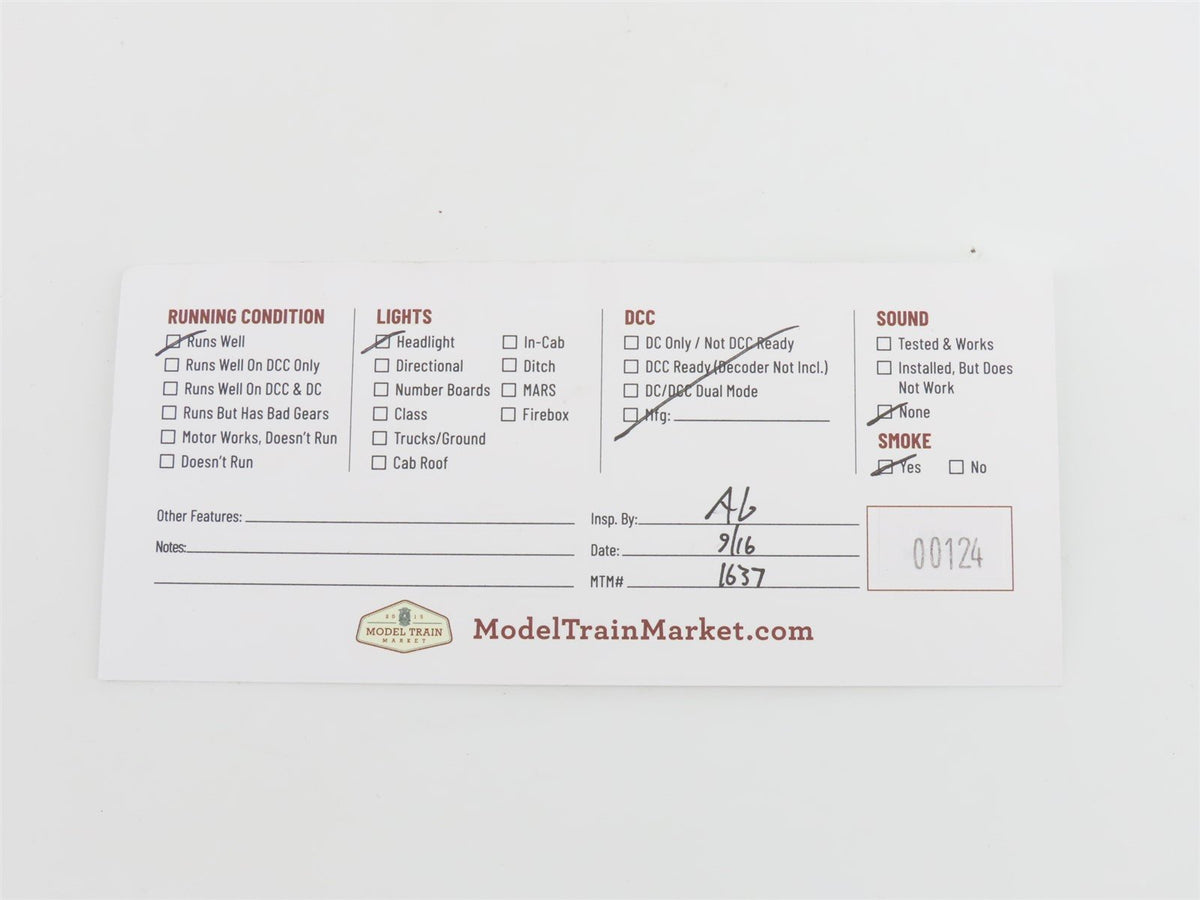 RUNNING CONDITION
Runs Well
Runs Well On DCC Only
Runs Well On DCC & DC
Runs But Has Bad Gears
Motor Works, Doesn't Run
Doesn't Run
LIGHTS
Headlight
Directional
Number Boards
Class
Trucks/Ground
Cab Roof
In-Cab
Ditch
MARS
Firebox
DCC
DC Only / Not DCC Ready
DCC Ready (Decoder Not Incl.)
DC/DCC Dual Mode
Mfg:
SOUND
Tested & Works
Installed, But Does
Not Work
None
SMOKE
Yes No
Other Features:
Notes:
Insp. By: AG
Date: 9/16
MTM# 1637
00124
2015
MODEL TRAIN
MARKET
ModelTrainMarket.com